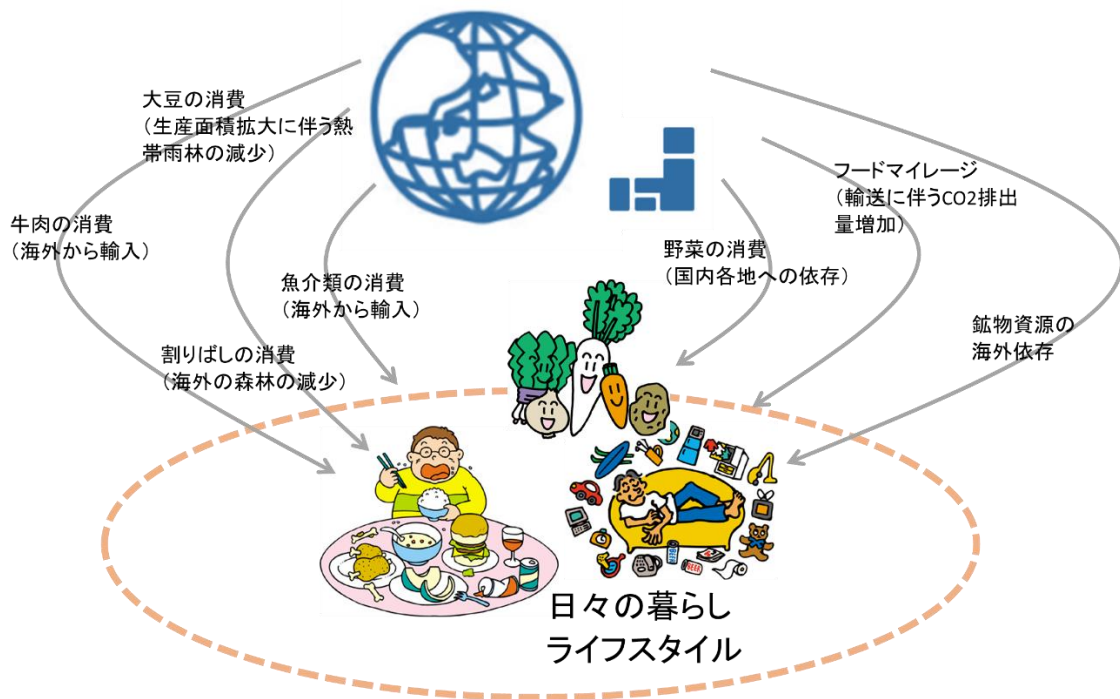 大豆の消費
（生産面積拡大に伴う熱
帯雨林の減少）
牛肉の消費
（海外から輸入）
魚介類の消費
（海外から輸入）
割りばしの消費
（海外の森林の減少）
野菜の消費
（国内各地への依存）
フードマイレージ
（輸送に伴うCO2排出
量増加）
鉱物資源の
海外依存
日々の暮らし
ライフスタイル